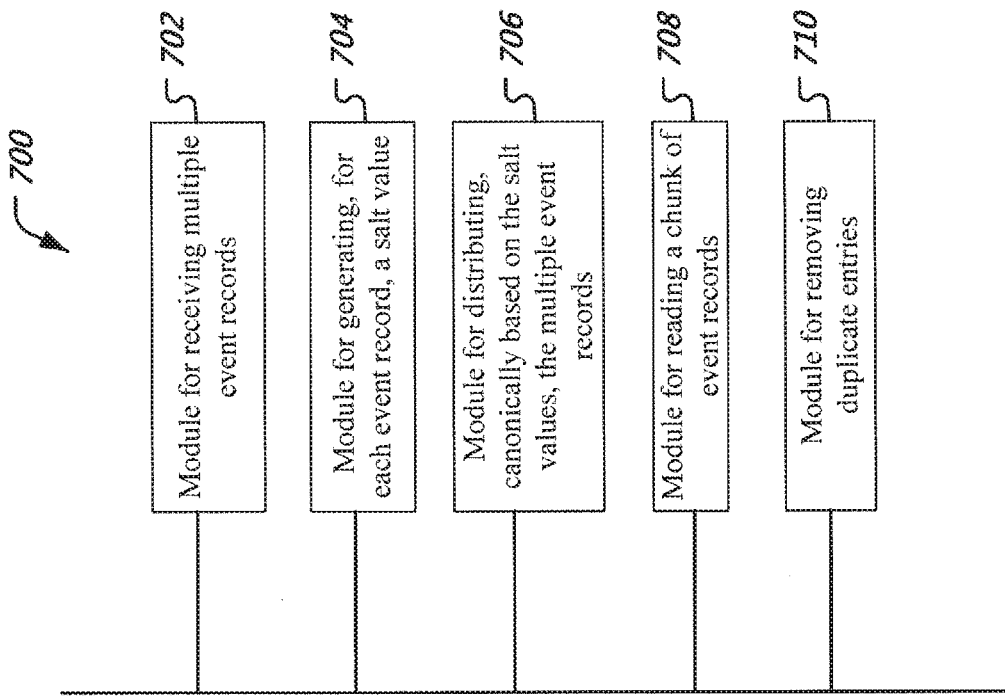 700
Module for receiving multiple
event records
702
Module for generating, for
each event record, a salt value
704
Module for distributing,
canonically based on the salt
values, the multiple event
records
706
Module for reading a chunk of
event records
708
Module for removing
duplicate entries
710